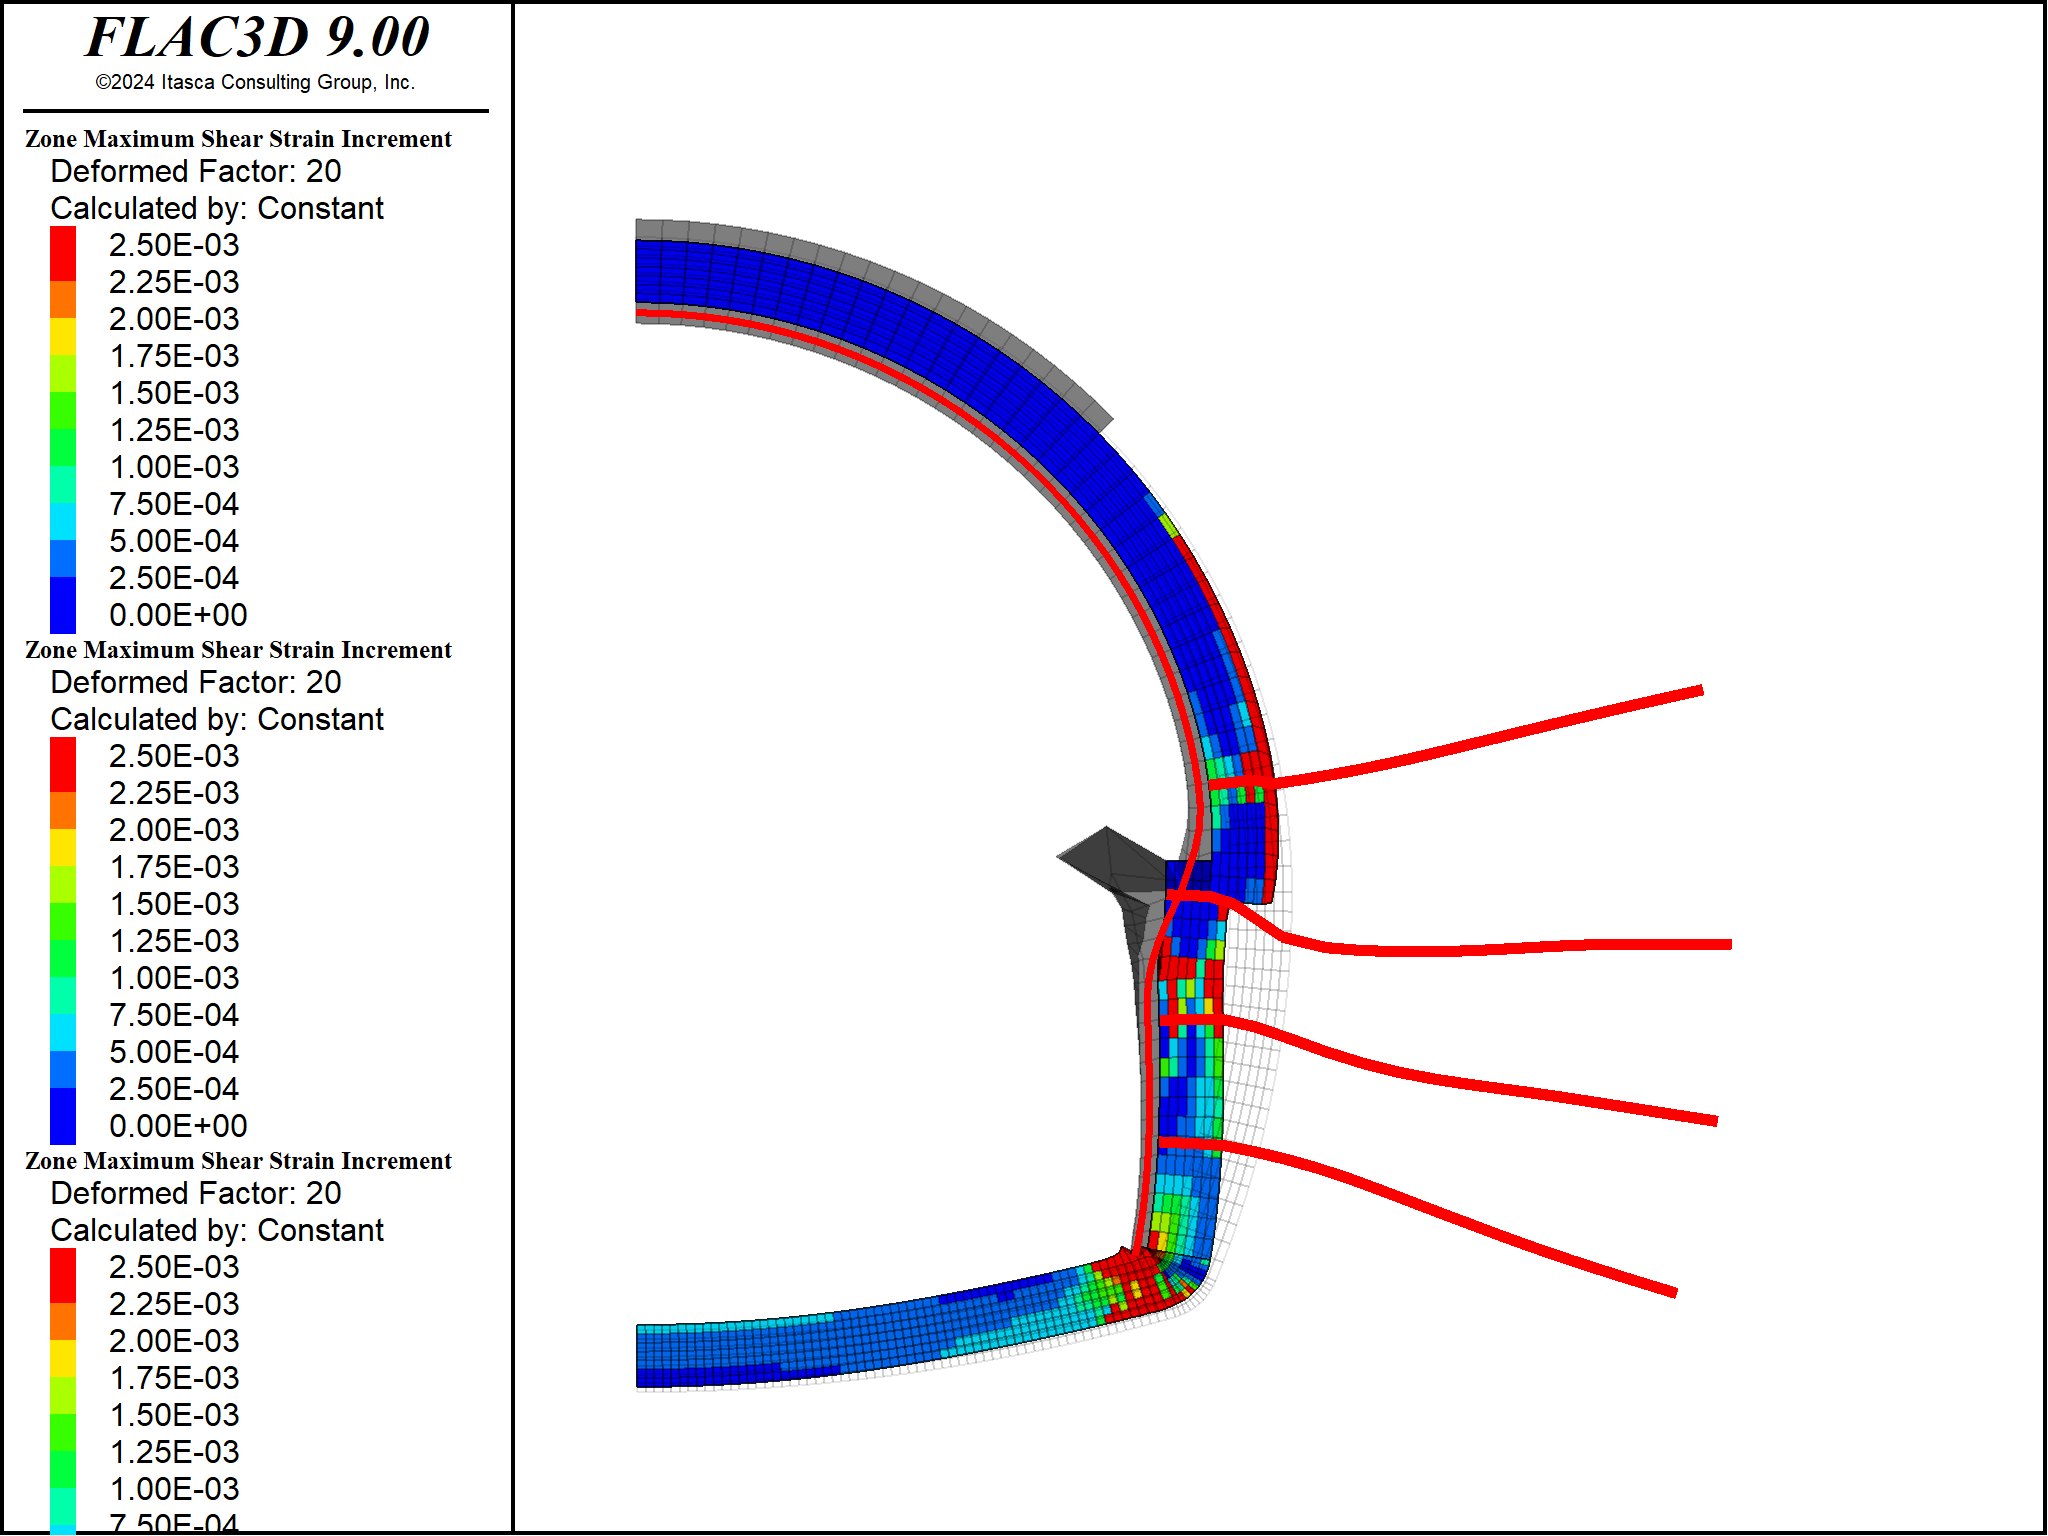 FLAC3D 9.00
©2024 Itasca Consulting Group, Inc.
Zone Maximum Shear Strain Increment
Deformed Factor: 20
Calculated by: Constant
2.50E-03
2.25E-03
2.00E-03
1.75E-03
1.50E-03
1.25E-03
1.00E-03
7.50E-04
5.00E-04
2.50E-04
0.00E+00
Zone Maximum Shear Strain Increment
Deformed Factor: 20
Calculated by: Constant
2.50E-03
2.25E-03
2.00E-03
1.75E-03
1.50E-03
1.25E-03
1.00E-03
7.50E-04
5.00E-04
2.50E-04
0.00E+00
Zone Maximum Shear Strain Increment
Deformed Factor: 20
Calculated by: Constant
2.50E-03
2.25E-03
2.00E-03
1.75E-03
1.50E-03
1.25E-03
1.00E-03
7.50E-04